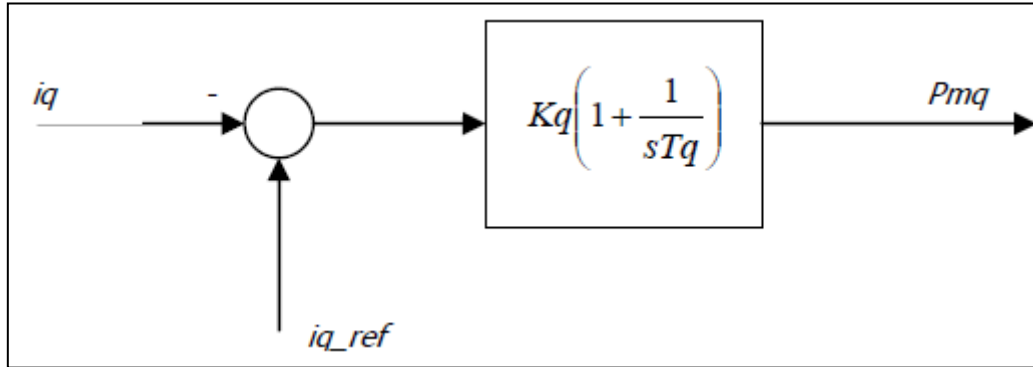 iq
-
Kq(1+1/sTq)
Pmq
iq_ref